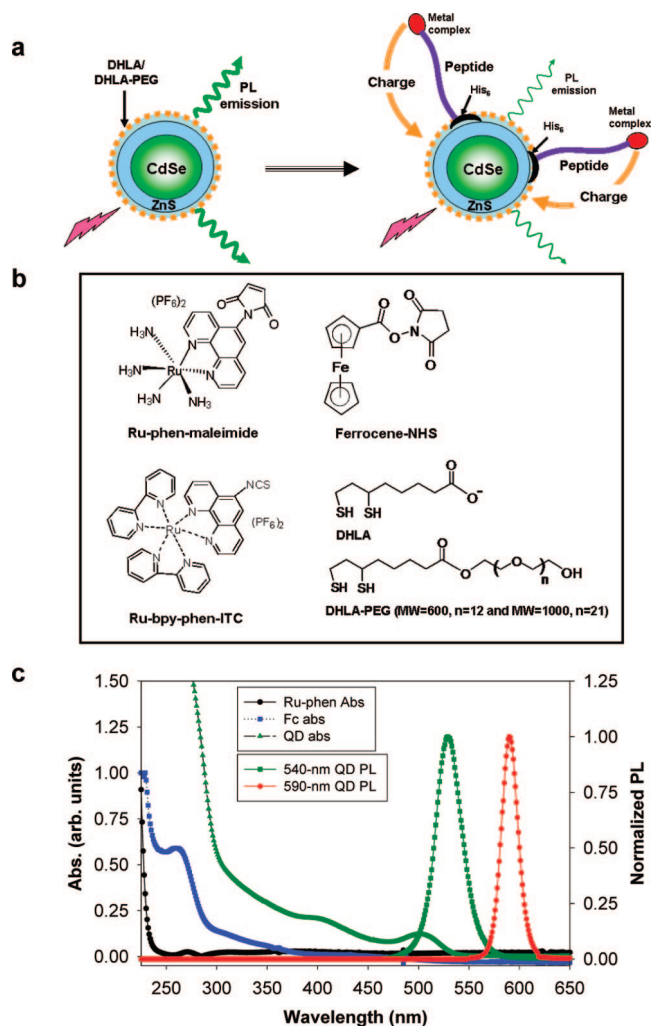 a
DHLA/
DHLA-PEG
PL
emission
CdSe
ZnS
Metal
complex
Charge
Peptide
His6
PL
emission
His6
Metal
complex
Peptide
Charge
CdSe
ZnS
b
(PF6)2
O
N
O
H3N
N
H3N
Ru
N
H3N
NH3
Ru-phen-maleimide
O
O
N
O
O
Fe
Ferrocene-NHS
NCS
N
N
N
Ru
(PF6)2
N
N
N
Ru-bpy-phen-ITC
O
O-
SH
SH
DHLA
O
O
O
OH
n
SH
SH
DHLA-PEG (MW=600, n=12 and MW=1000, n=21)
c
Abs. (arb. units)
1.50
1.25
1.00
0.75
0.50
0.25
0.00
Ru-phen Abs
Fc abs
QD abs
540-nm QD PL
590-nm QD PL
1.25
1.00
0.75
0.50
0.25
0.00
Normalized PL
250 300 350 400 450 500 550 600 650
Wavelength (nm)